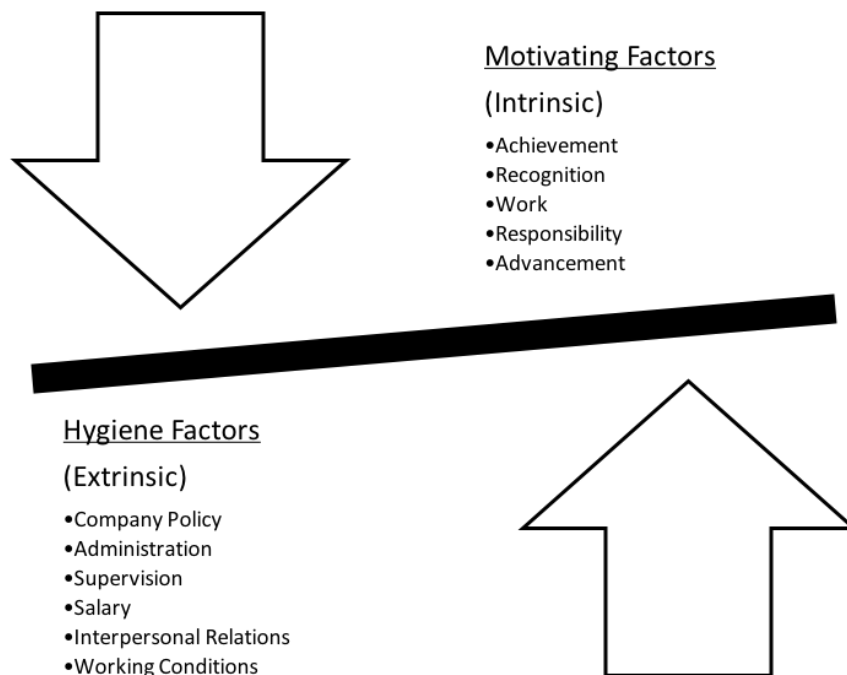 Motivating Factors
(Intrinsic)
•Achievement
•Recognition
•Work
•Responsibility
•Advancement
Hygiene Factors
(Extrinsic)
•Company Policy
•Administration
•Supervision
•Salary
•Interpersonal Relations
•Working Conditions